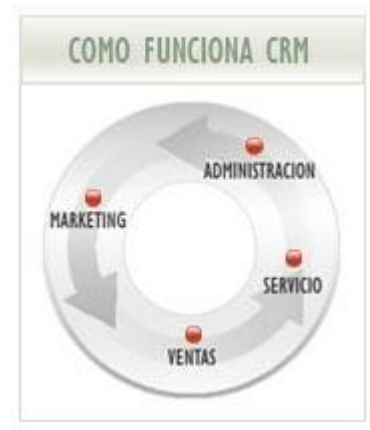 COMO FUNCIONA CRM
ADMINISTRACION
MARKETING
SERVICIO
VENTAS